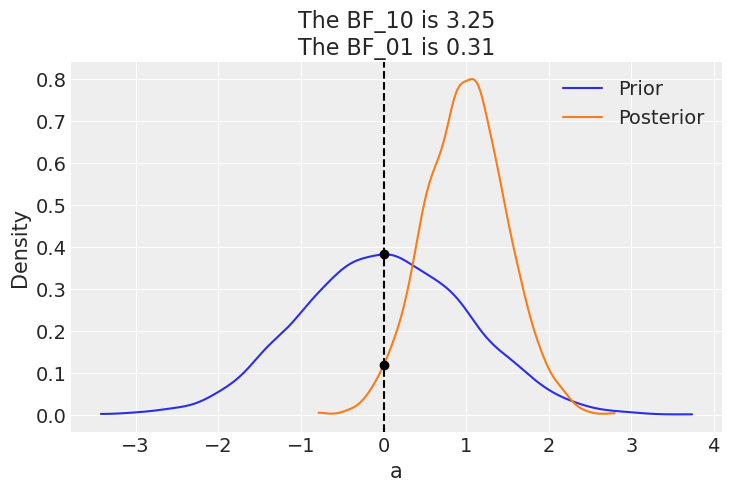 The BF_10 is 3.25
The BF_01 is 0.31
Prior
Posterior
Density
0.8
0.7
0.6
0.5
0.4
0.3
0.2
0.1
0.0
−3 −2 −1 0 1 2 3 4
a